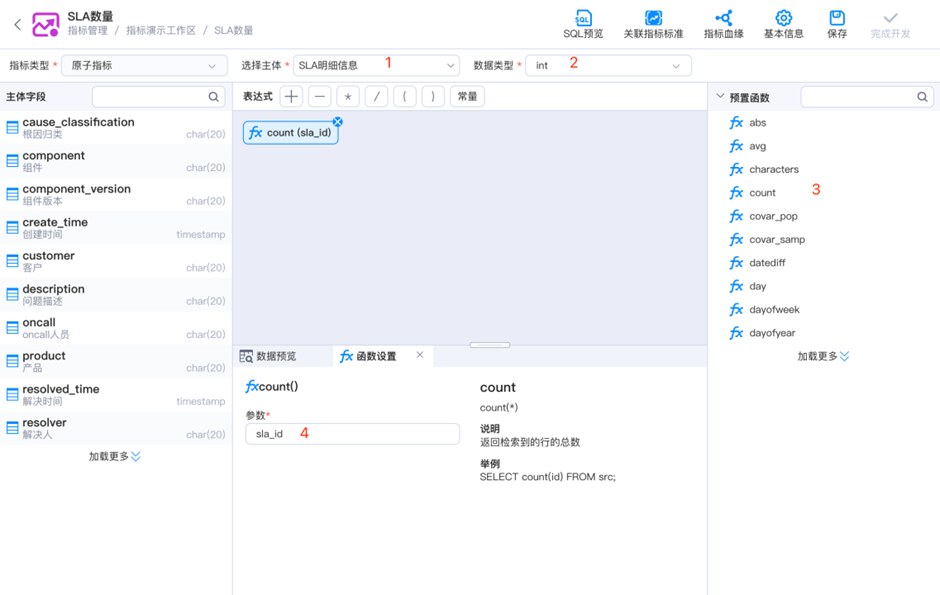 SLA数量
指标管理 / 指标演示工作区 / SLA数量
SQL预览 关联指标标准 指标血缘 基本信息 保存 完成开发
指标类型* 原子指标 选择主体* SLA明细信息 1 数据类型* int 2
主体字段
表达式 + − * / ( ) 常量
预置函数
cause_classification
根因归类 char(20)
component
组件 char(20)
component_version
组件版本 char(20)
create_time
创建时间 timestamp
customer
客户 char(20)
description
问题描述 char(20)
oncall
oncall人员 char(20)
product
产品 char(20)
resolved_time
解决时间 timestamp
resolver
解决人 char(20)
加载更多
fx count (sla_id)
数据预览 fx 函数设置 ×
fx count()
参数*
sla_id 4
count
count(*)
说明
返回检索到的行的总数
举例
SELECT count(id) FROM src;
fx abs
fx avg
fx characters
fx count 3
fx covar_pop
fx covar_samp
fx datediff
fx day
fx dayofweek
fx dayofyear
加载更多